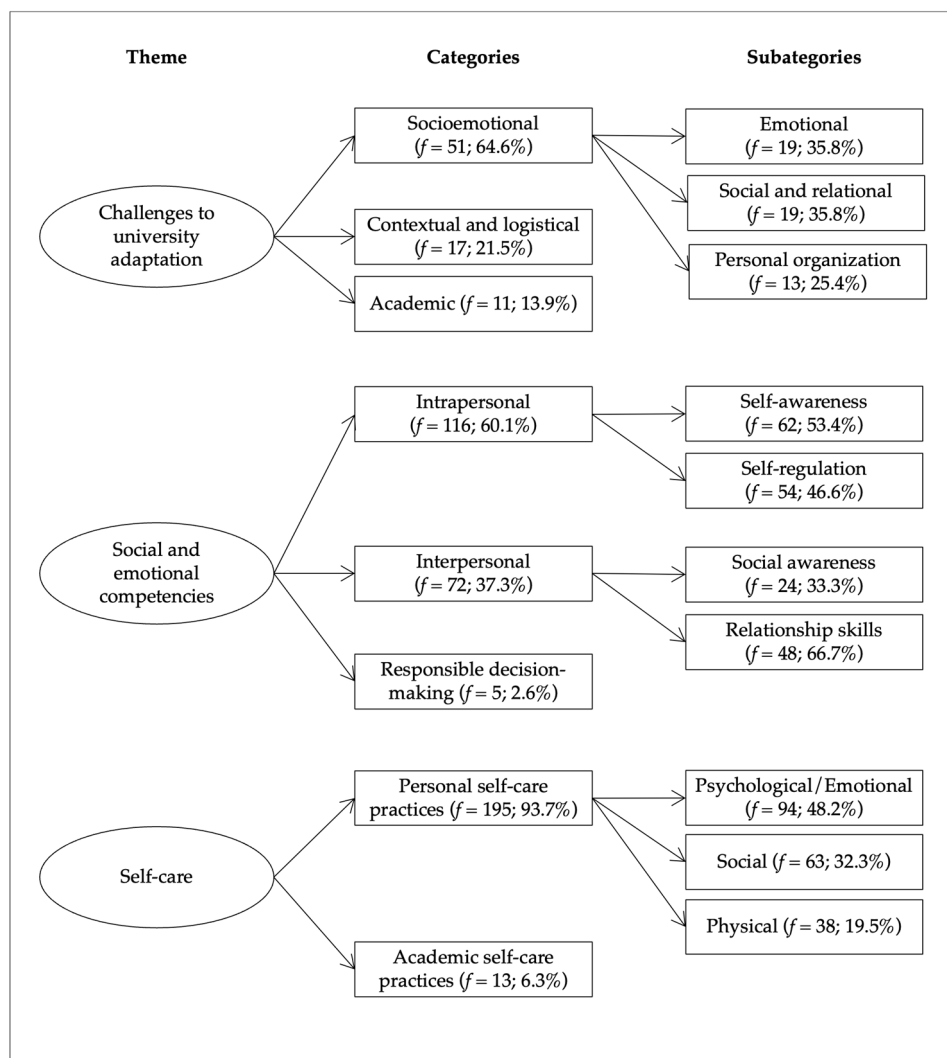 Theme
Categories
Subategories
Challenges to
university
adaptation
Socioemotional
(f = 51; 64.6%)
Emotional
(f = 19; 35.8%)
Social and relational
(f = 19; 35.8%)
Personal organization
(f = 13; 25.4%)
Contextual and logistical
(f = 17; 21.5%)
Academic (f = 11; 13.9%)
Social and
emotional
competencies
Intrapersonal
(f = 116; 60.1%)
Self-awareness
(f = 62; 53.4%)
Self-regulation
(f = 54; 46.6%)
Interpersonal
(f = 72; 37.3%)
Social awareness
(f = 24; 33.3%)
Relationship skills
(f = 48; 66.7%)
Responsible decision-
making (f = 5; 2.6%)
Self-care
Personal self-care
practices (f = 195; 93.7%)
Psychological/Emotional
(f = 94; 48.2%)
Social (f = 63; 32.3%)
Physical (f = 38; 19.5%)
Academic self-care
practices (f = 13; 6.3%)